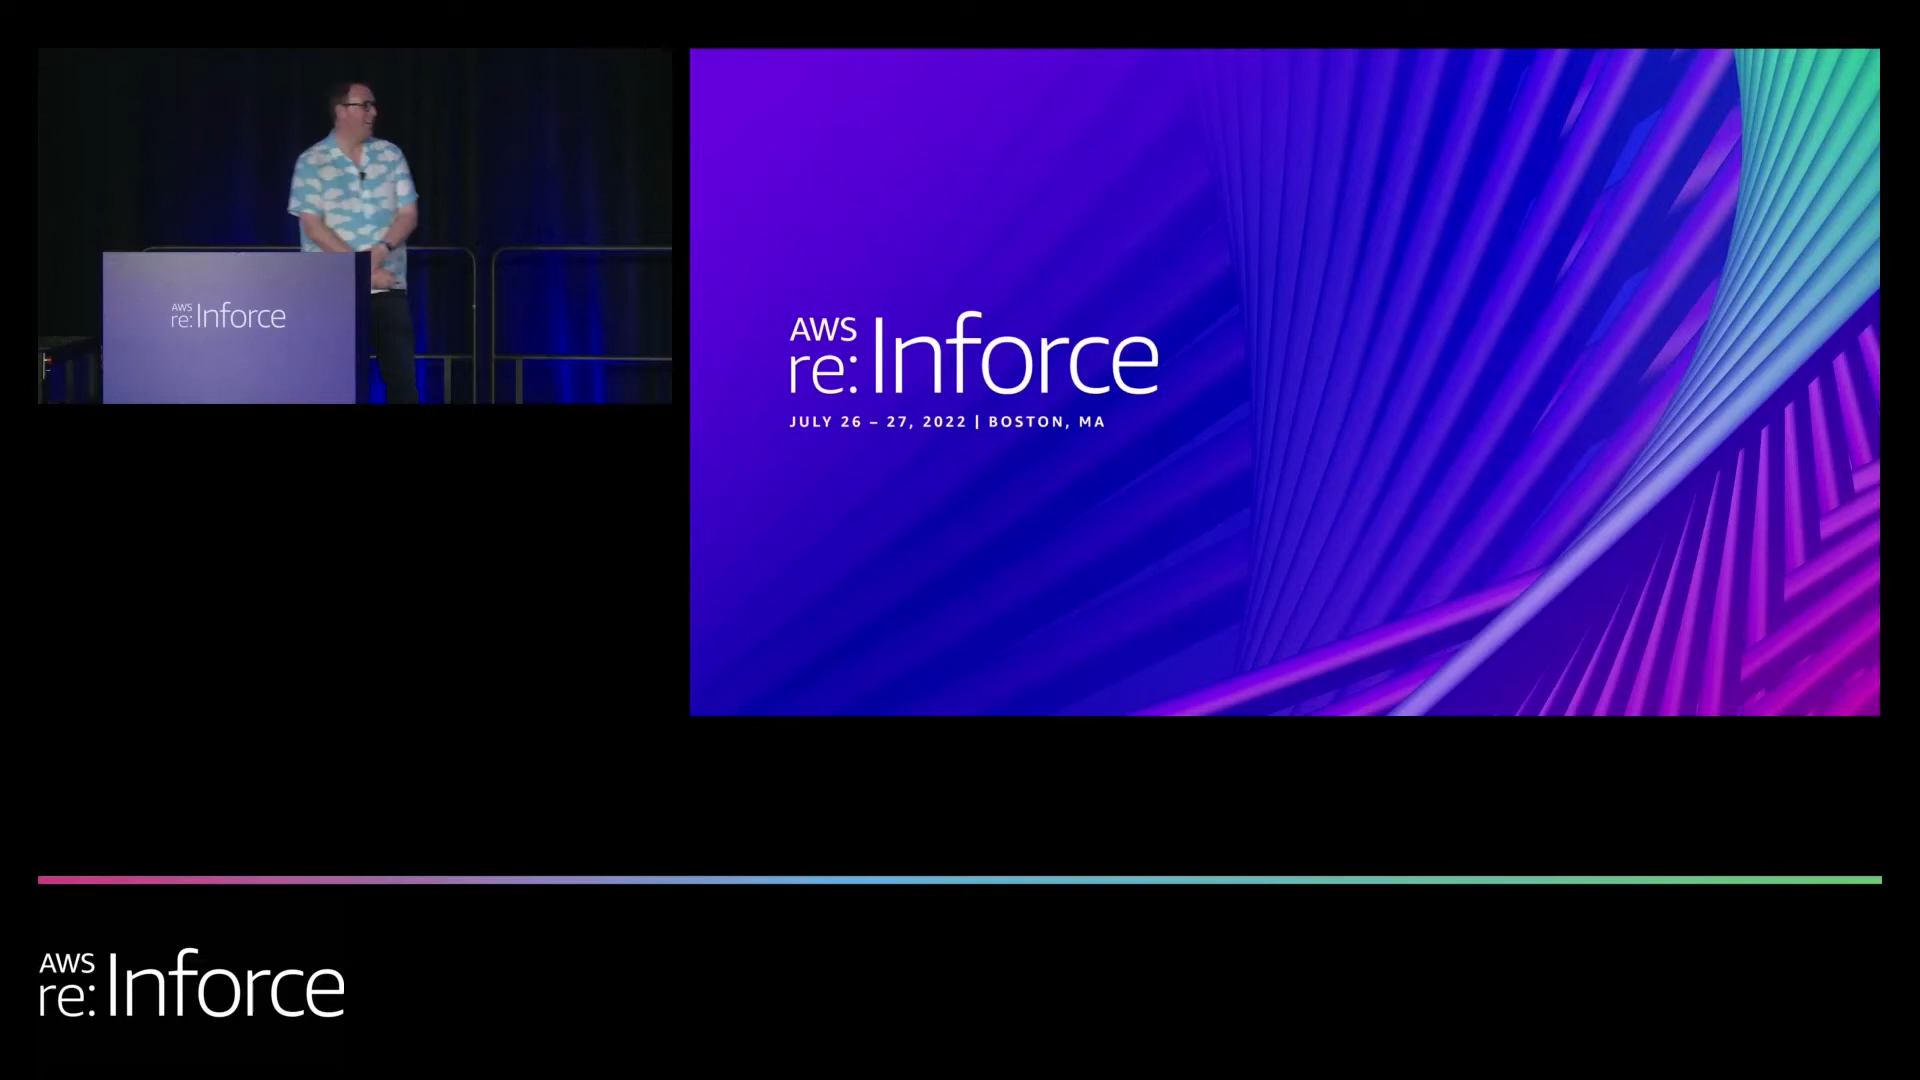 AWS
re:Inforce
AWS
re:Inforce
JULY 26 – 27, 2022 | BOSTON, MA
AWS
re:Inforce